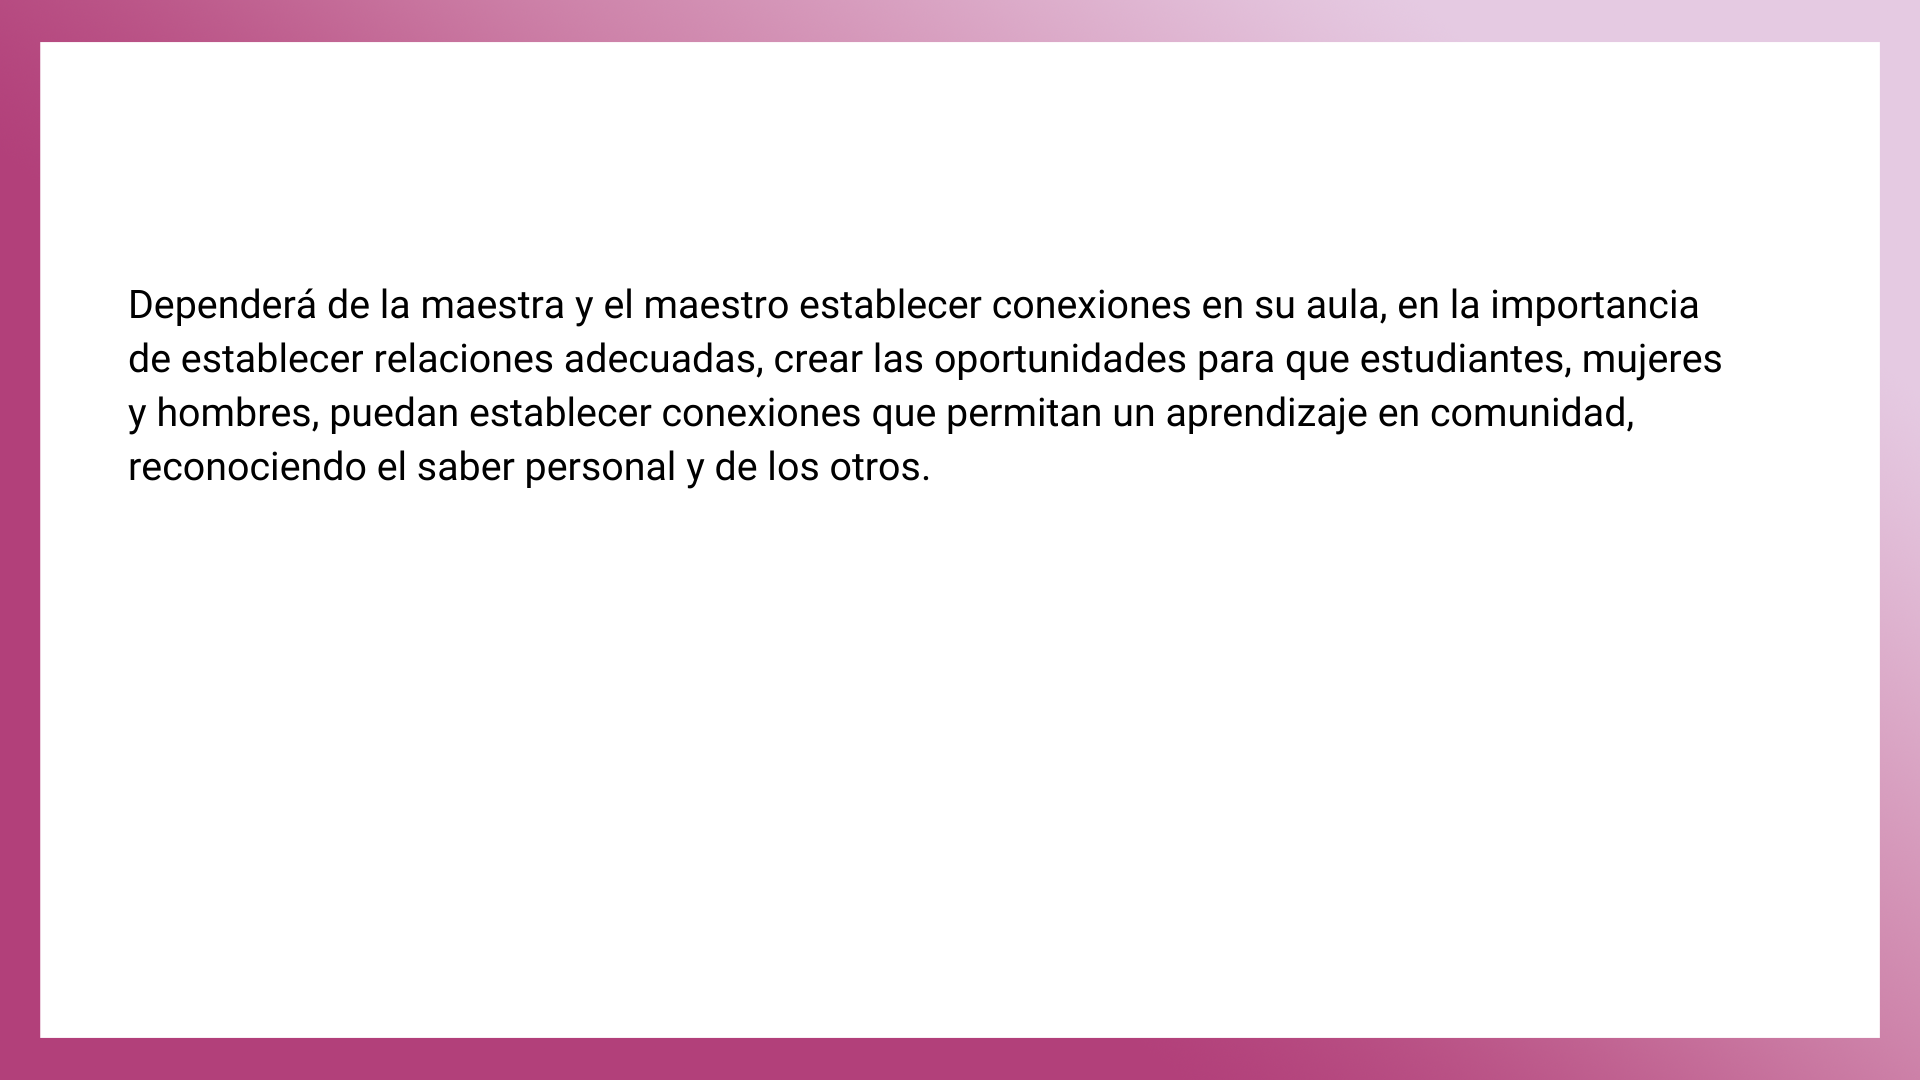 Dependerá de la maestra y el maestro establecer conexiones en su aula, en la importancia
de establecer relaciones adecuadas, crear las oportunidades para que estudiantes, mujeres
y hombres, puedan establecer conexiones que permitan un aprendizaje en comunidad,
reconociendo el saber personal y de los otros.